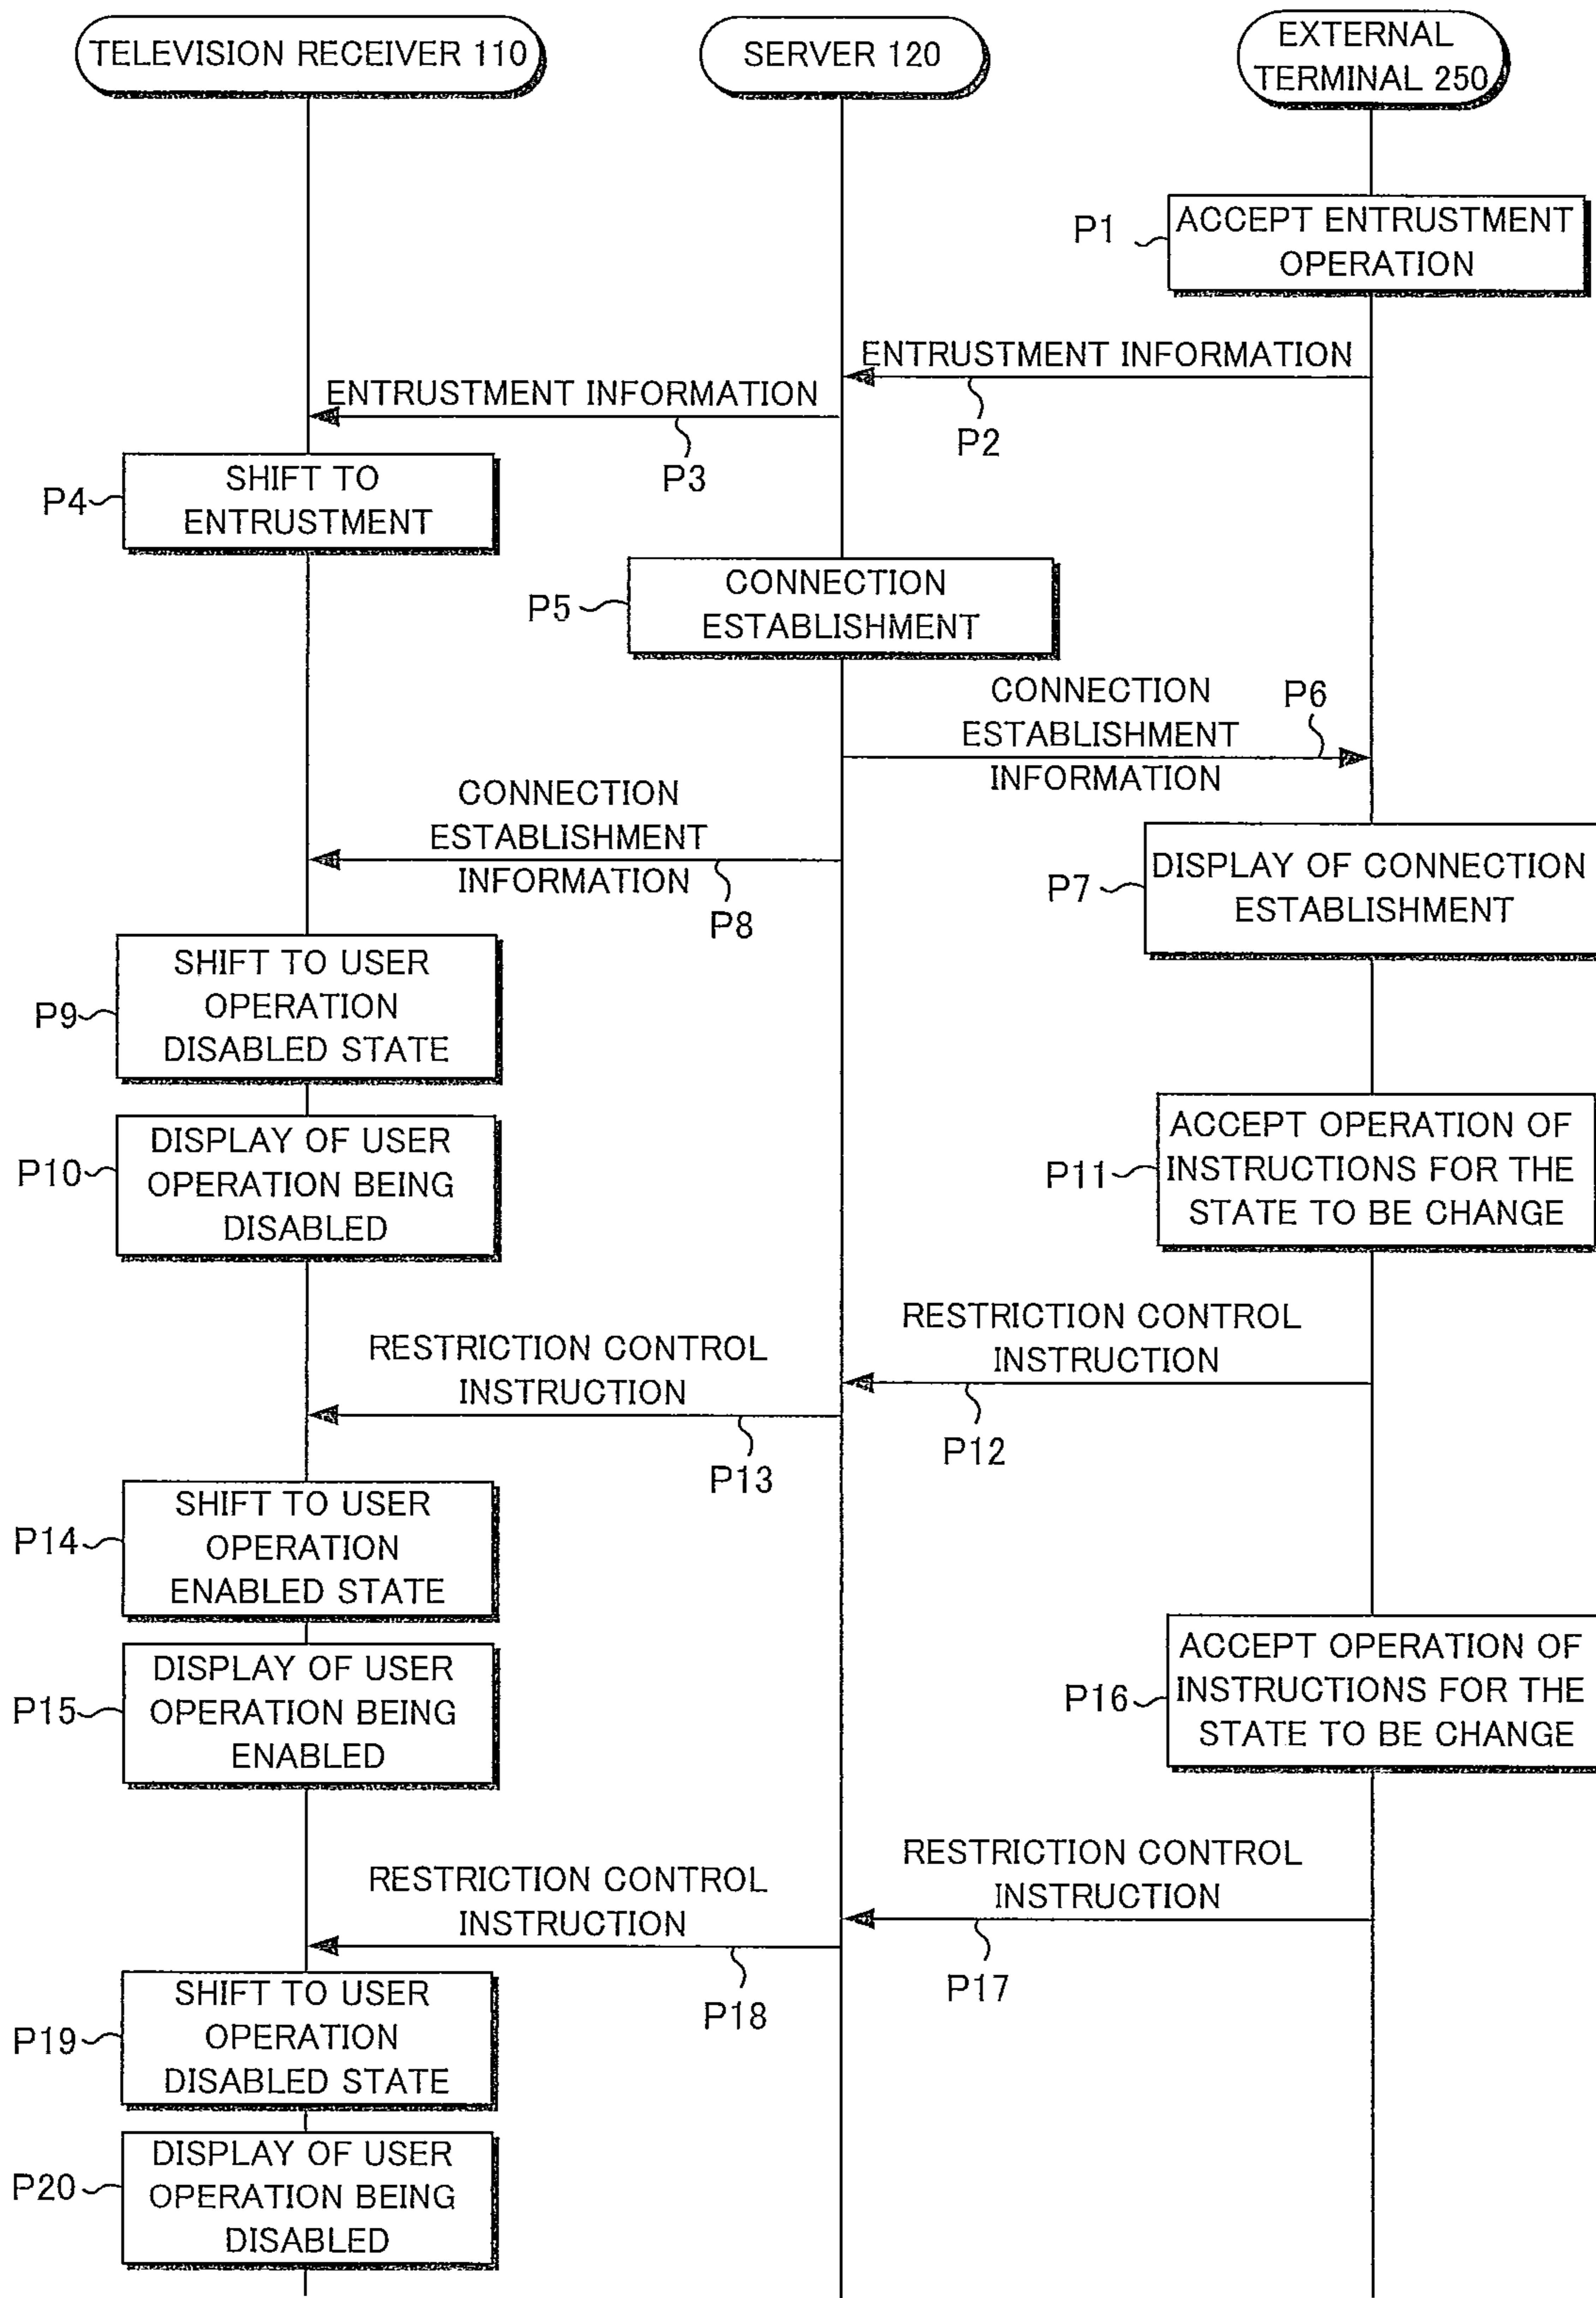 TELEVISION RECEIVER 110
SERVER 120
EXTERNAL
TERMINAL 250
P1
ACCEPT ENTRUSTMENT
OPERATION
ENTRUSTMENT INFORMATION
P2
ENTRUSTMENT INFORMATION
P3
P4
SHIFT TO
ENTRUSTMENT
P5
CONNECTION
ESTABLISHMENT
CONNECTION
ESTABLISHMENT
INFORMATION
P6
P7
DISPLAY OF CONNECTION
ESTABLISHMENT
CONNECTION
ESTABLISHMENT
INFORMATION
P8
P9
SHIFT TO USER
OPERATION
DISABLED STATE
P10
DISPLAY OF USER
OPERATION BEING
DISABLED
P11
ACCEPT OPERATION OF
INSTRUCTIONS FOR THE
STATE TO BE CHANGE
RESTRICTION CONTROL
INSTRUCTION
P12
RESTRICTION CONTROL
INSTRUCTION
P13
P14
SHIFT TO USER
OPERATION
ENABLED STATE
P15
DISPLAY OF USER
OPERATION BEING
ENABLED
P16
ACCEPT OPERATION OF
INSTRUCTIONS FOR THE
STATE TO BE CHANGE
RESTRICTION CONTROL
INSTRUCTION
P17
RESTRICTION CONTROL
INSTRUCTION
P18
P19
SHIFT TO USER
OPERATION
DISABLED STATE
P20
DISPLAY OF USER
OPERATION BEING
DISABLED